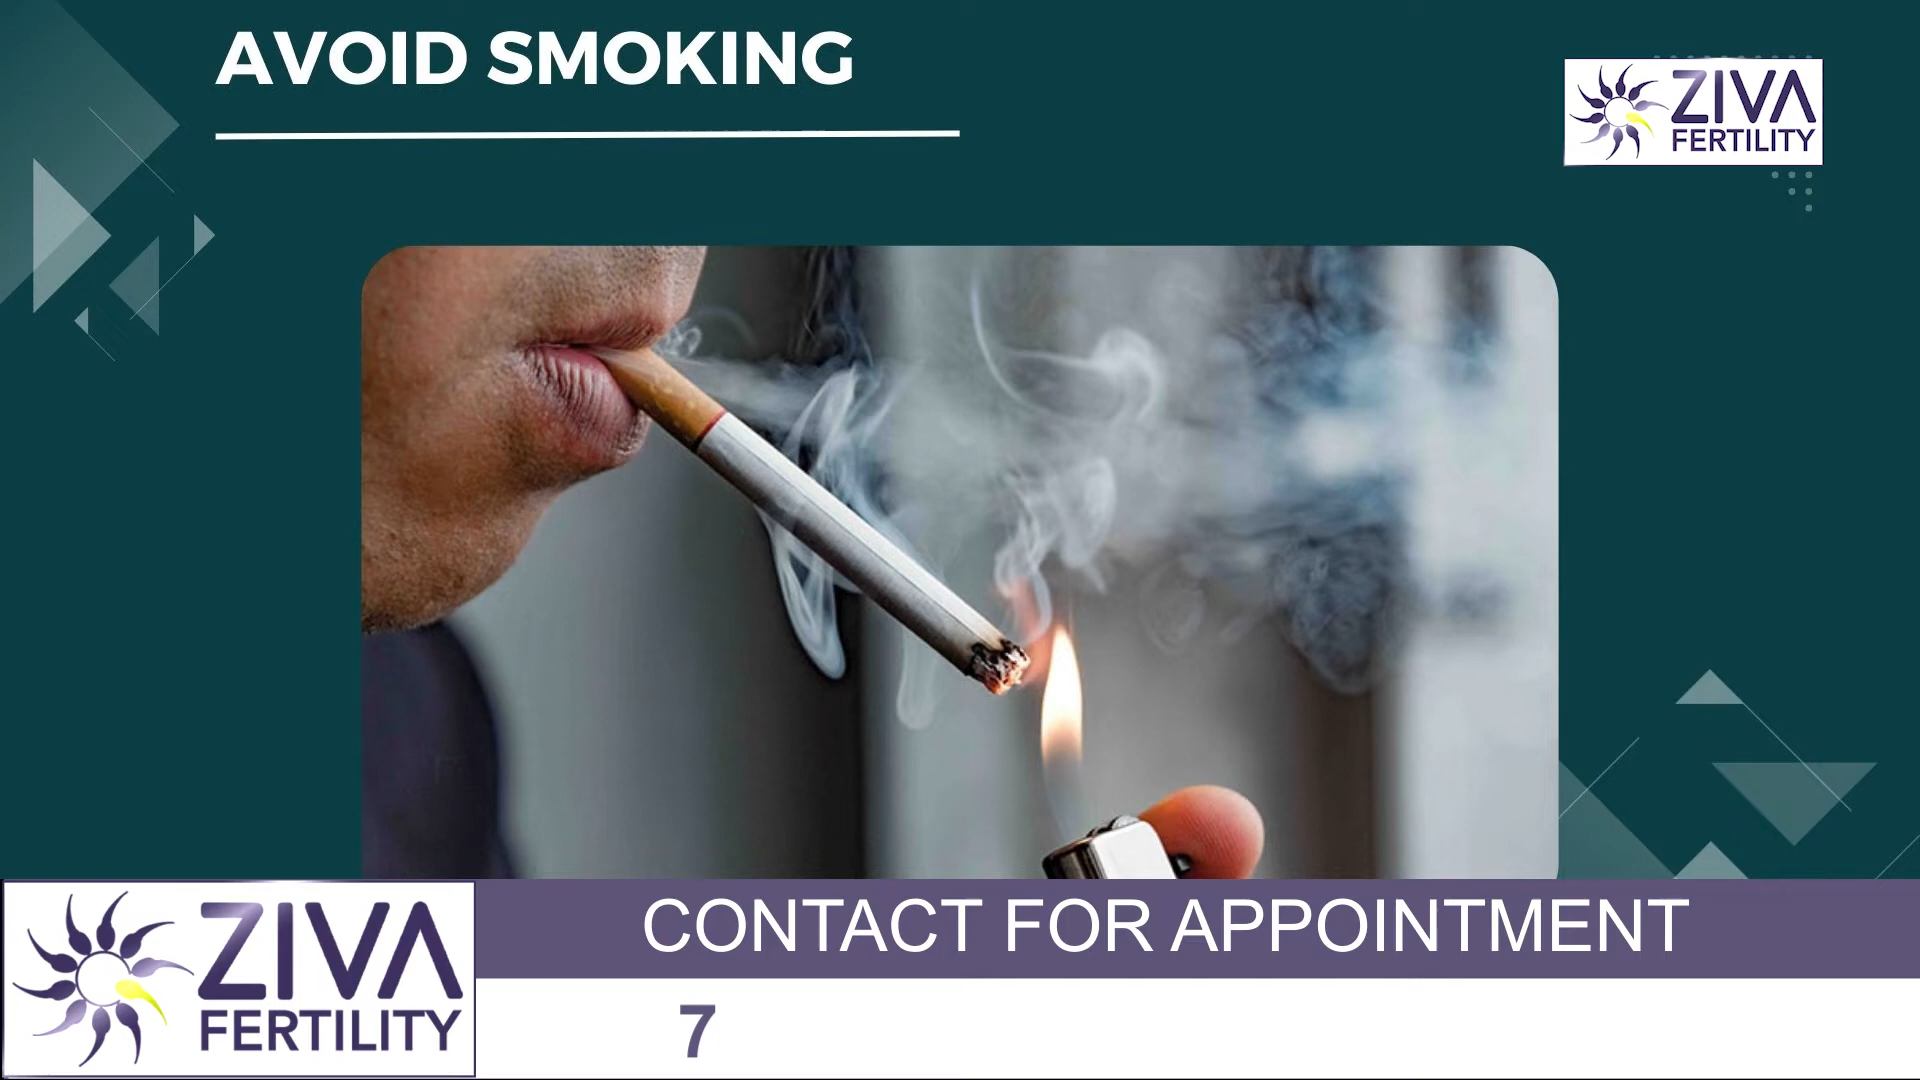 AVOID SMOKING
ZIVA
FERTILITY
CONTACT FOR APPOINTMENT
ZIVA
FERTILITY
7